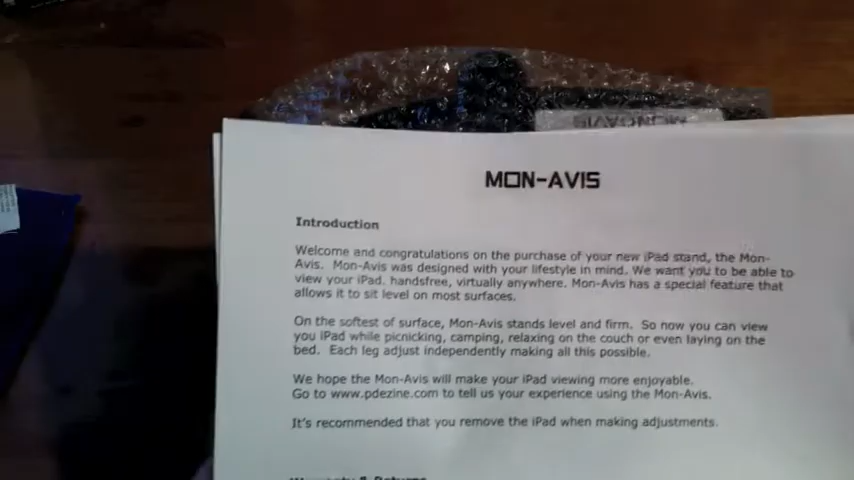 MON-AVIS
MON-AVIS
Introduction
Welcome and congratulations on the purchase of your new iPad stand, the Mon-
Avis. Mon-Avis was designed with your lifestyle in mind. We want you to be able to
view your iPad. handsfree, virtually anywhere. Mon-Avis has a special feature that
allows it to sit level on most surfaces.
On the softest of surface, Mon-Avis stands level and firm. So now you can view
you iPad while picnicking, camping, relaxing on the couch or even laying on the
bed. Each leg adjust independently making all this possible.
We hope the Mon-Avis will make your iPad viewing more enjoyable.
Go to www.pdezine.com to tell us your experience using the Mon-Avis.
It's recommended that you remove the iPad when making adjustments.
Warranty & Returns